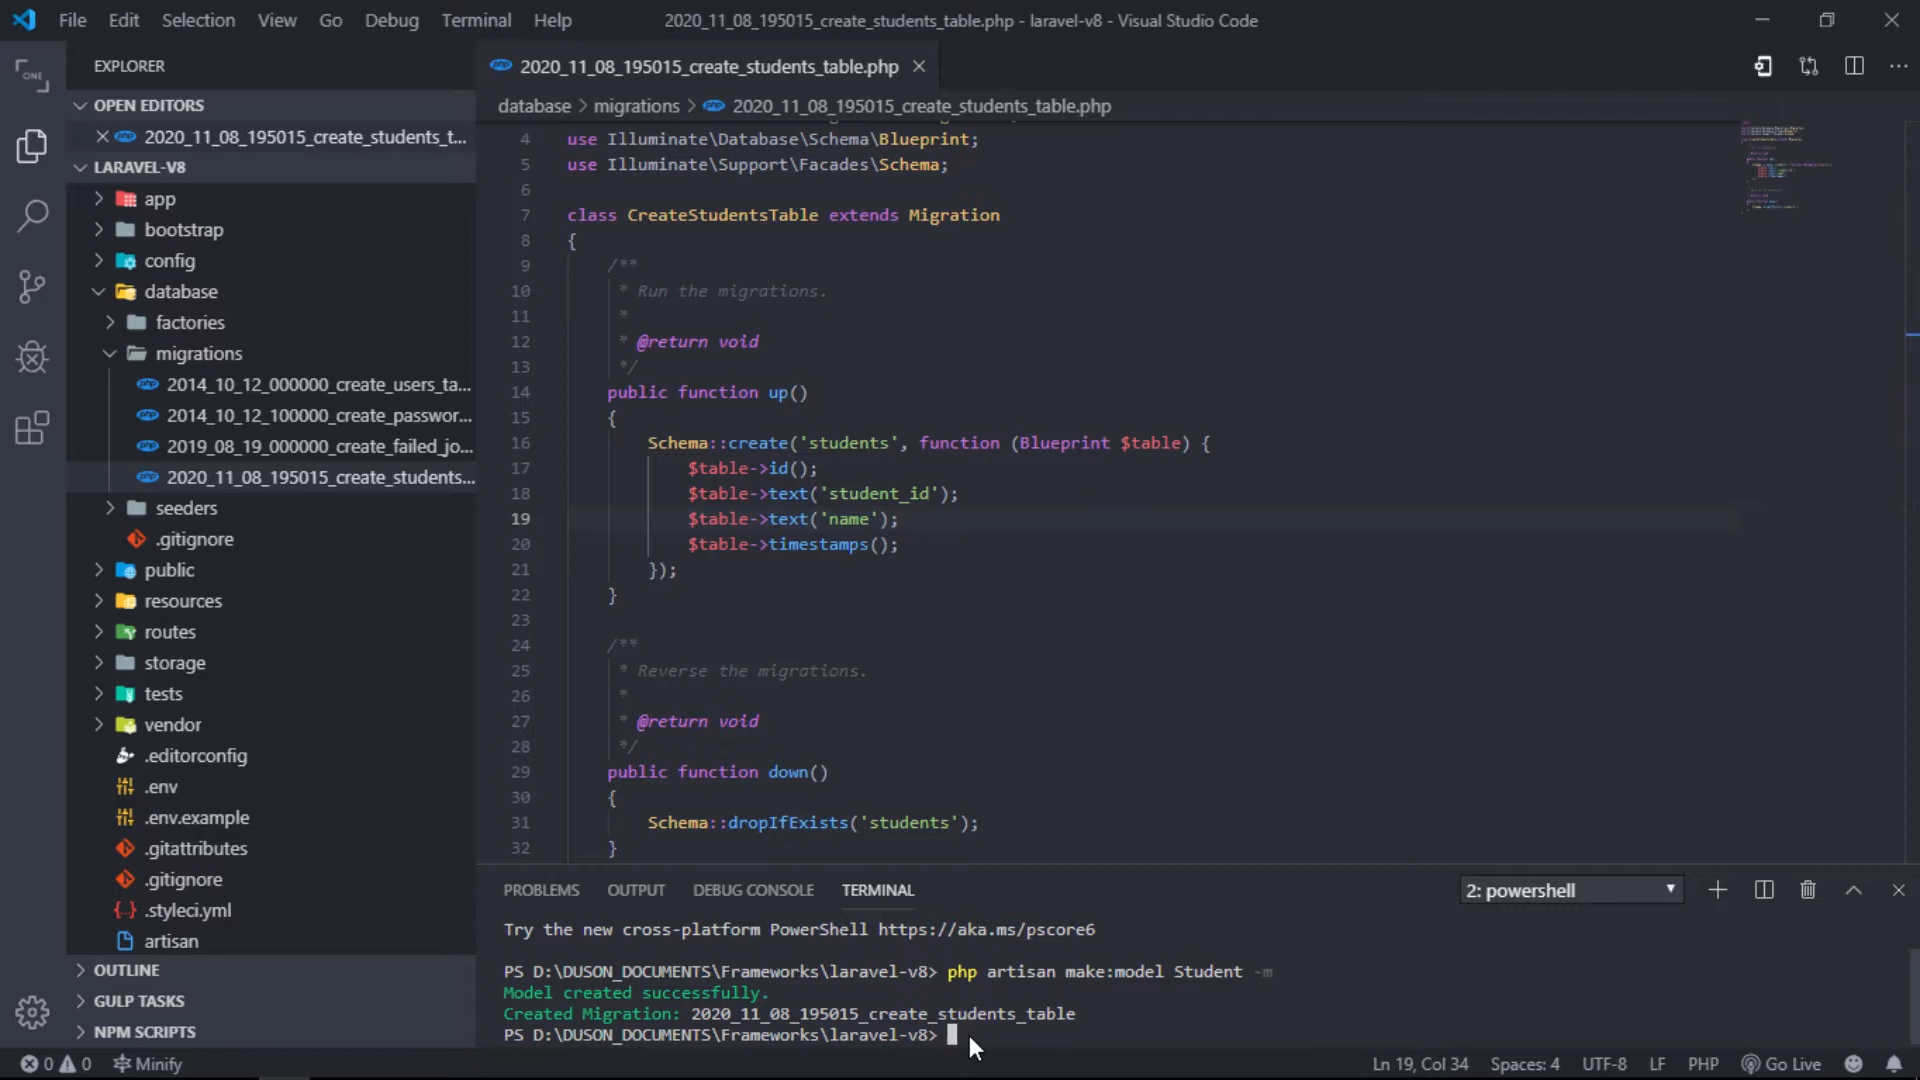 File Edit Selection View Go Debug Terminal Help
2020_11_08_195015_create_students_table.php - laravel-v8 - Visual Studio Code
ONE
EXPLORER
OPEN EDITORS
2020_11_08_195015_create_students_t...
LARAVEL-V8
app
bootstrap
config
database
factories
migrations
2014_10_12_000000_create_users_ta...
2014_10_12_100000_create_passwor...
2019_08_19_000000_create_failed_jo...
2020_11_08_195015_create_students...
seeders
.gitignore
public
resources
routes
storage
tests
vendor
.editorconfig
.env
.env.example
.gitattributes
.gitignore
.styleci.yml
artisan
OUTLINE
GULP TASKS
NPM SCRIPTS
2020_11_08_195015_create_students_table.php
database > migrations > 2020_11_08_195015_create_students_table.php
4 use Illuminate\Database\Schema\Blueprint;
5 use Illuminate\Support\Facades\Schema;
6
7 class CreateStudentsTable extends Migration
8 {
9 /**
10 * Run the migrations.
11 *
12 * @return void
13 */
14 public function up()
15 {
16 Schema::create('students', function (Blueprint $table) {
17 $table->id();
18 $table->text('student_id');
19 $table->text('name');
20 $table->timestamps();
21 });
22 }
23
24 /**
25 * Reverse the migrations.
26 *
27 * @return void
28 */
29 public function down()
30 {
31 Schema::dropIfExists('students');
32 }
PROBLEMS OUTPUT DEBUG CONSOLE TERMINAL
2: powershell
Try the new cross-platform PowerShell https://aka.ms/pscore6
PS D:\DUSON_DOCUMENTS\Frameworks\laravel-v8> php artisan make:model Student -m
Model created successfully.
Created Migration: 2020_11_08_195015_create_students_table
PS D:\DUSON_DOCUMENTS\Frameworks\laravel-v8>
0 0 Minify
Ln 19, Col 34 Spaces: 4 UTF-8 LF PHP Go Live